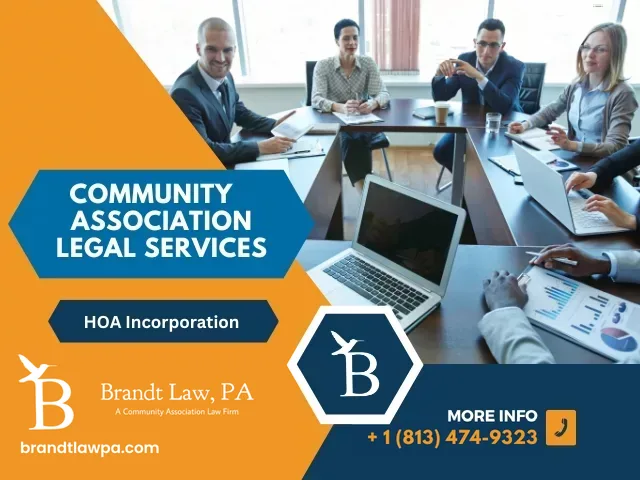 COMMUNITY
ASSOCIATION
LEGAL SERVICES
HOA Incorporation
B
Brandt Law, PA
A Community Association Law Firm
brandtlawpa.com
B
MORE INFO
+ 1 (813) 474-9323